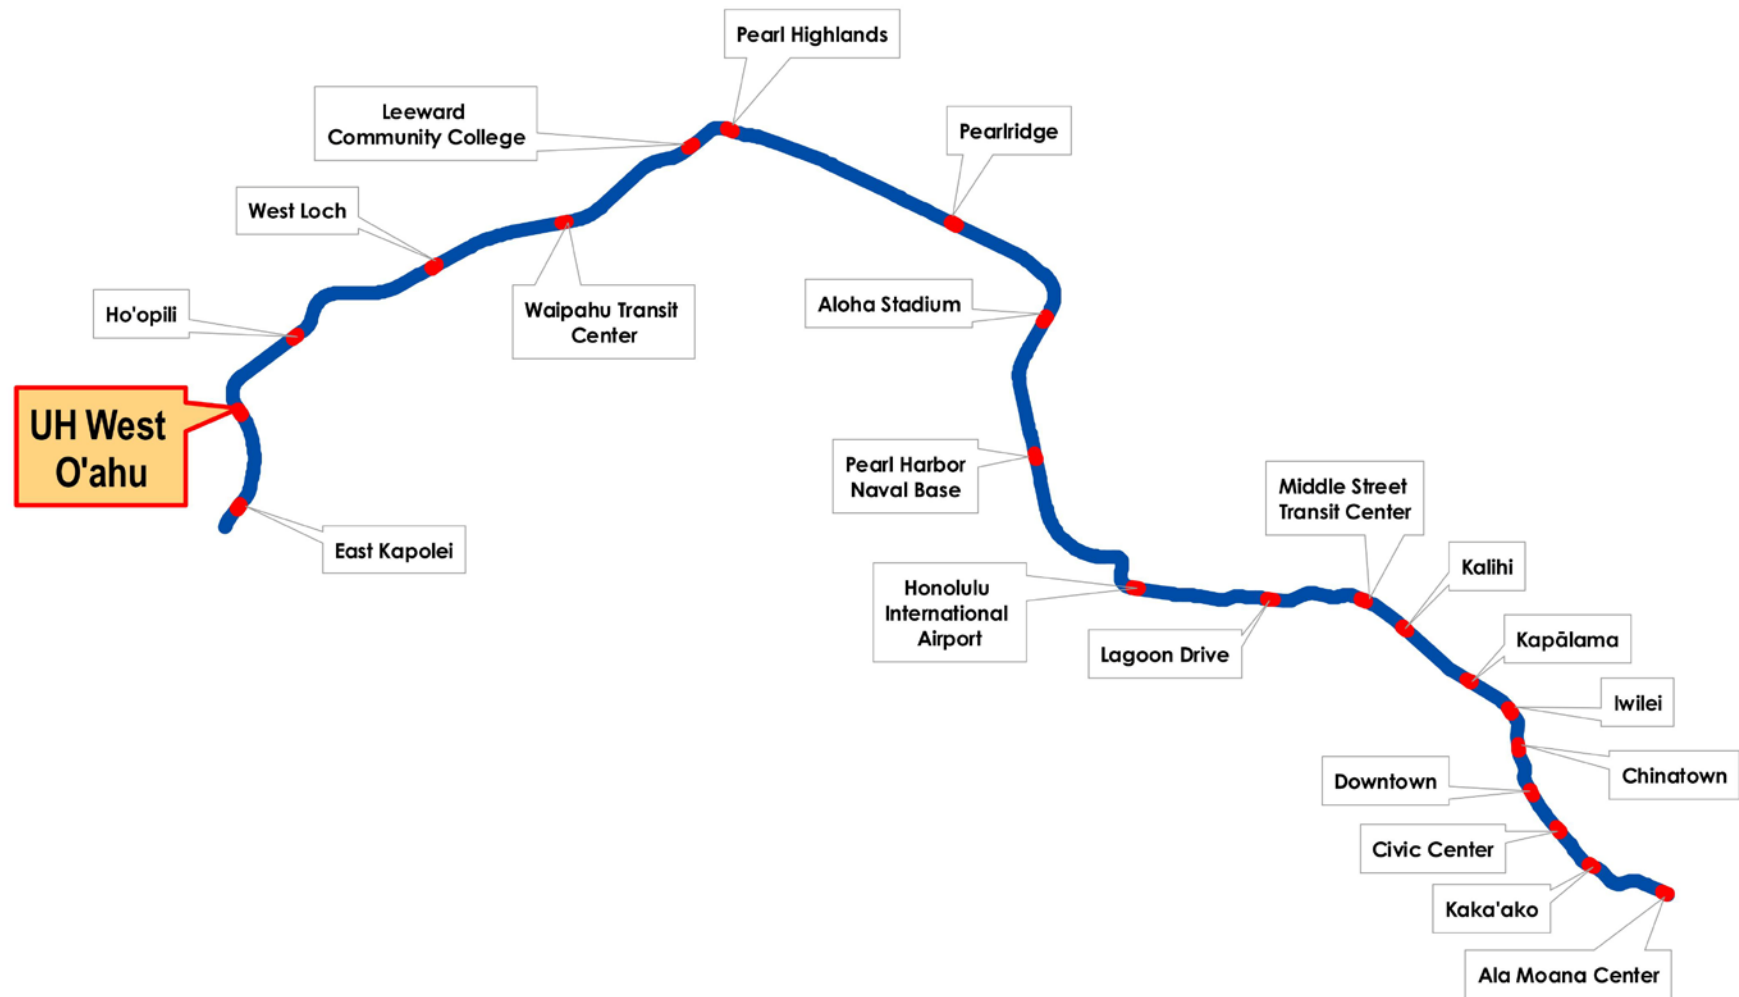 Pearl Highlands
Leeward
Community College
Pearlridge
West Loch
Ho'opili
Waipahu Transit
Center
Aloha Stadium
UH West
O'ahu
East Kapolei
Pearl Harbor
Naval Base
Middle Street
Transit Center
Honolulu
International
Airport
Kalihi
Lagoon Drive
Kapālama
Iwilei
Chinatown
Downtown
Civic Center
Kaka'ako
Ala Moana Center